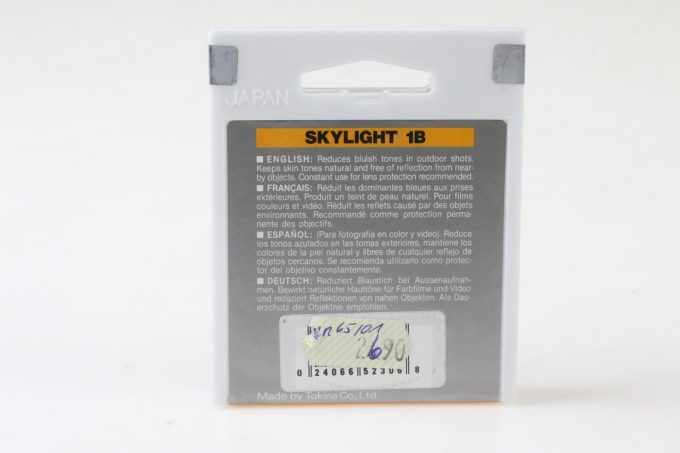 JAPAN
SKYLIGHT 1B
■ ENGLISH: Reduces bluish tones in outdoor shots.
Keeps skin tones natural and free of reflection from near-
by objects. Constant use for lens protection recommended.
■ FRANÇAIS: Réduit les dominantes bleues aux prises
extérieures. Produit un teint de peau naturel. Pour films
couleurs et vidéo. Réduit les reflets causé par des objets
environnants. Recommandé comme protection perma-
nente des objectifs.
■ ESPAÑOL: (Para fotografía en color y video). Reduce
los tonos azulados en las tomas exteriores, mantiene los
colores de la piel natural y libres de cualquier reflejo de
objetos cercanos. Se recomienda utilizarlo como protec-
tor del objetivo constantemente.
■ DEUTSCH: Reduziert Blaustich bei Aussenaufnah-
men. Bewirkt natürliche Hauttöne für Farbfilme und Video
und reduziert Reflektionen von nahen Objekten. Als Dau-
erschutz der Objektive empfohlen.
0 24066 52306 8
Made by Tokina Co., Ltd.